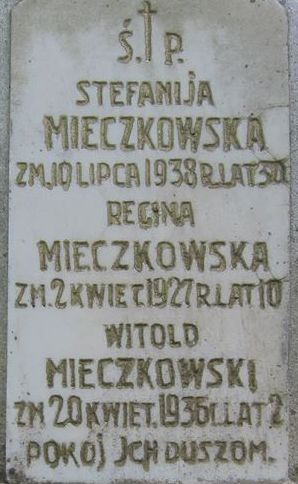 Ś.†P.
STEFANIJA
MIECZKOWSKA
ZM.10 LIPCA 1938 R. LAT 30
REGINA
MIECZKOWSKA
ZM. 2 KWIET. 1927 R. LAT 10
WITOLD
MIECZKOWSKI
ZM 20 KWIET. 1936 LAT 2
POKÓJ JCH DUSZOM.